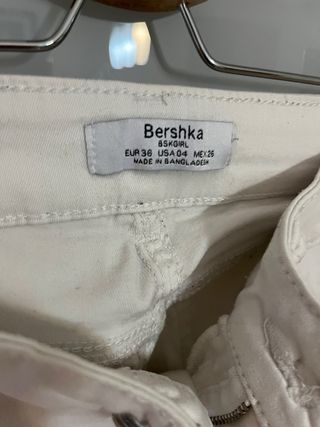 Bershka
BSKGIRL
EUR 36 USA 04 MEX 26
MADE IN BANGLADESH